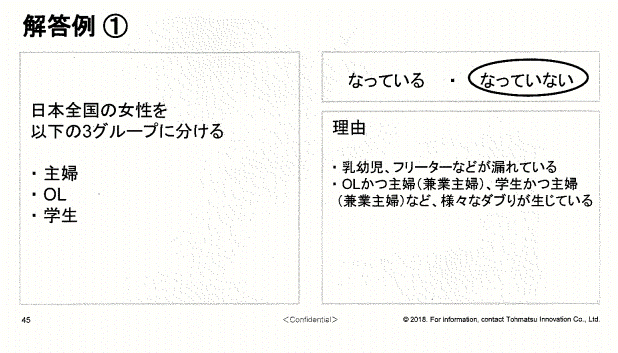 解答例 ①
日本全国の女性を
以下の3グループに分ける
・主婦
・OL
・学生
なっている ・ なっていない
理由
・乳幼児、フリーターなどが漏れている
・OLかつ主婦(兼業主婦)、学生かつ主婦
(兼業主婦)など、様々なダブりが生じている
45
<Confidential>
© 2018. For information, contact Tohmatsu Innovation Co., Ltd.